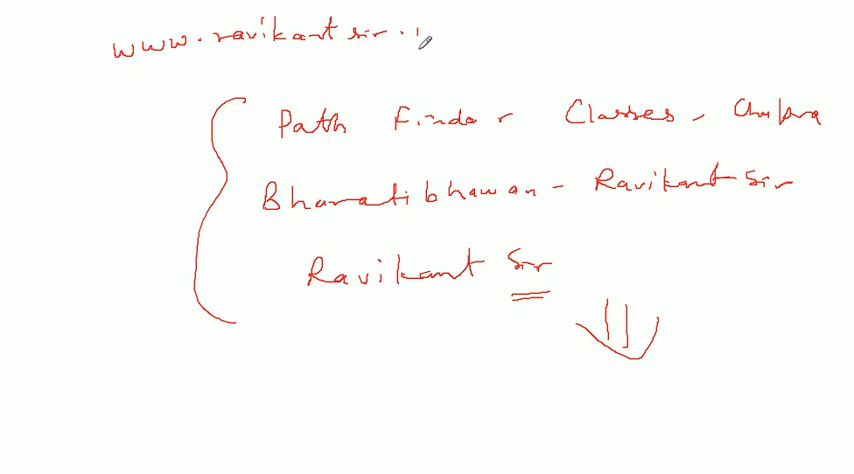 www.ravikantsir.
Path Finder Classes - Chapra
Bharatibhawan - Ravikant Sir
Ravikant Sir